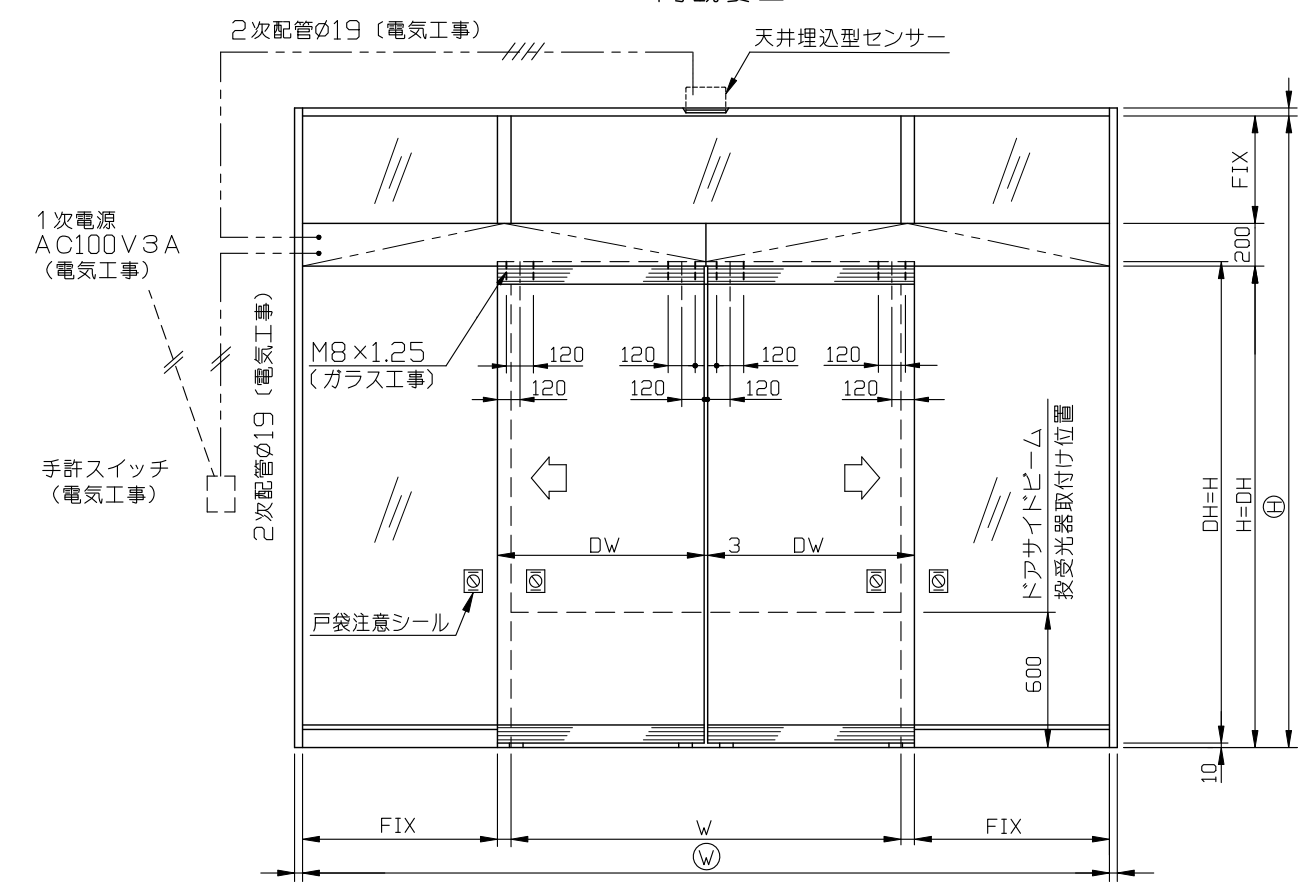 2次配管Ø19（電気工事）
天井埋込型センサー
1次電源
AC100V3A
（電気工事）
FIX
200
M8×1.25
（ガラス工事）
120
120
120
120
120
120
120
120
2次配管Ø19（電気工事）
手許スイッチ
（電気工事）
ドアサイドビーム
投受光器取付け位置
DH=H
H=DH
H
DW
3
DW
戸袋注意シール
600
10
FIX
W
FIX
W